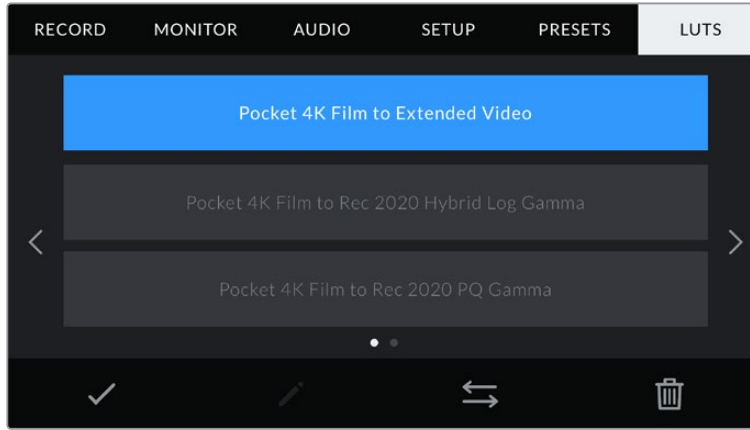 RECORD MONITOR AUDIO SETUP PRESETS LUTS
Pocket 4K Film to Extended Video
Pocket 4K Film to Rec 2020 Hybrid Log Gamma
Pocket 4K Film to Rec 2020 PQ Gamma